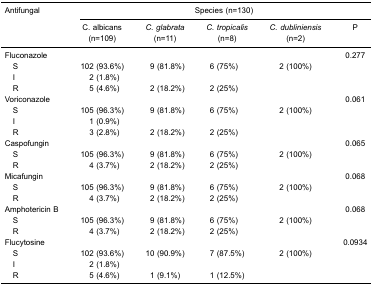 Antifungal Species (n=130)
C. albicans C. glabrata C. tropicalis C. dubliniensis P
(n=109) (n=11) (n=8) (n=2)
Fluconazole 0.277
S 102 (93.6%) 9 (81.8%) 6 (75%) 2 (100%)
I 2 (1.8%)
R 5 (4.6%) 2 (18.2%) 2 (25%)
Voriconazole 0.061
S 105 (96.3%) 9 (81.8%) 6 (75%) 2 (100%)
I 1 (0.9%)
R 3 (2.8%) 2 (18.2%) 2 (25%)
Caspofungin 0.065
S 105 (96.3%) 9 (81.8%) 6 (75%) 2 (100%)
R 4 (3.7%) 2 (18.2%) 2 (25%)
Micafungin 0.068
S 105 (96.3%) 9 (81.8%) 6 (75%) 2 (100%)
R 4 (3.7%) 2 (18.2%) 2 (25%)
Amphotericin B 0.068
S 105 (96.3%) 9 (81.8%) 6 (75%) 2 (100%)
R 4 (3.7%) 2 (18.2%) 2 (25%)
Flucytosine 0.0934
S 102 (93.6%) 10 (90.9%) 7 (87.5%) 2 (100%)
I 2 (1.8%)
R 5 (4.6%) 1 (9.1%) 1 (12.5%)